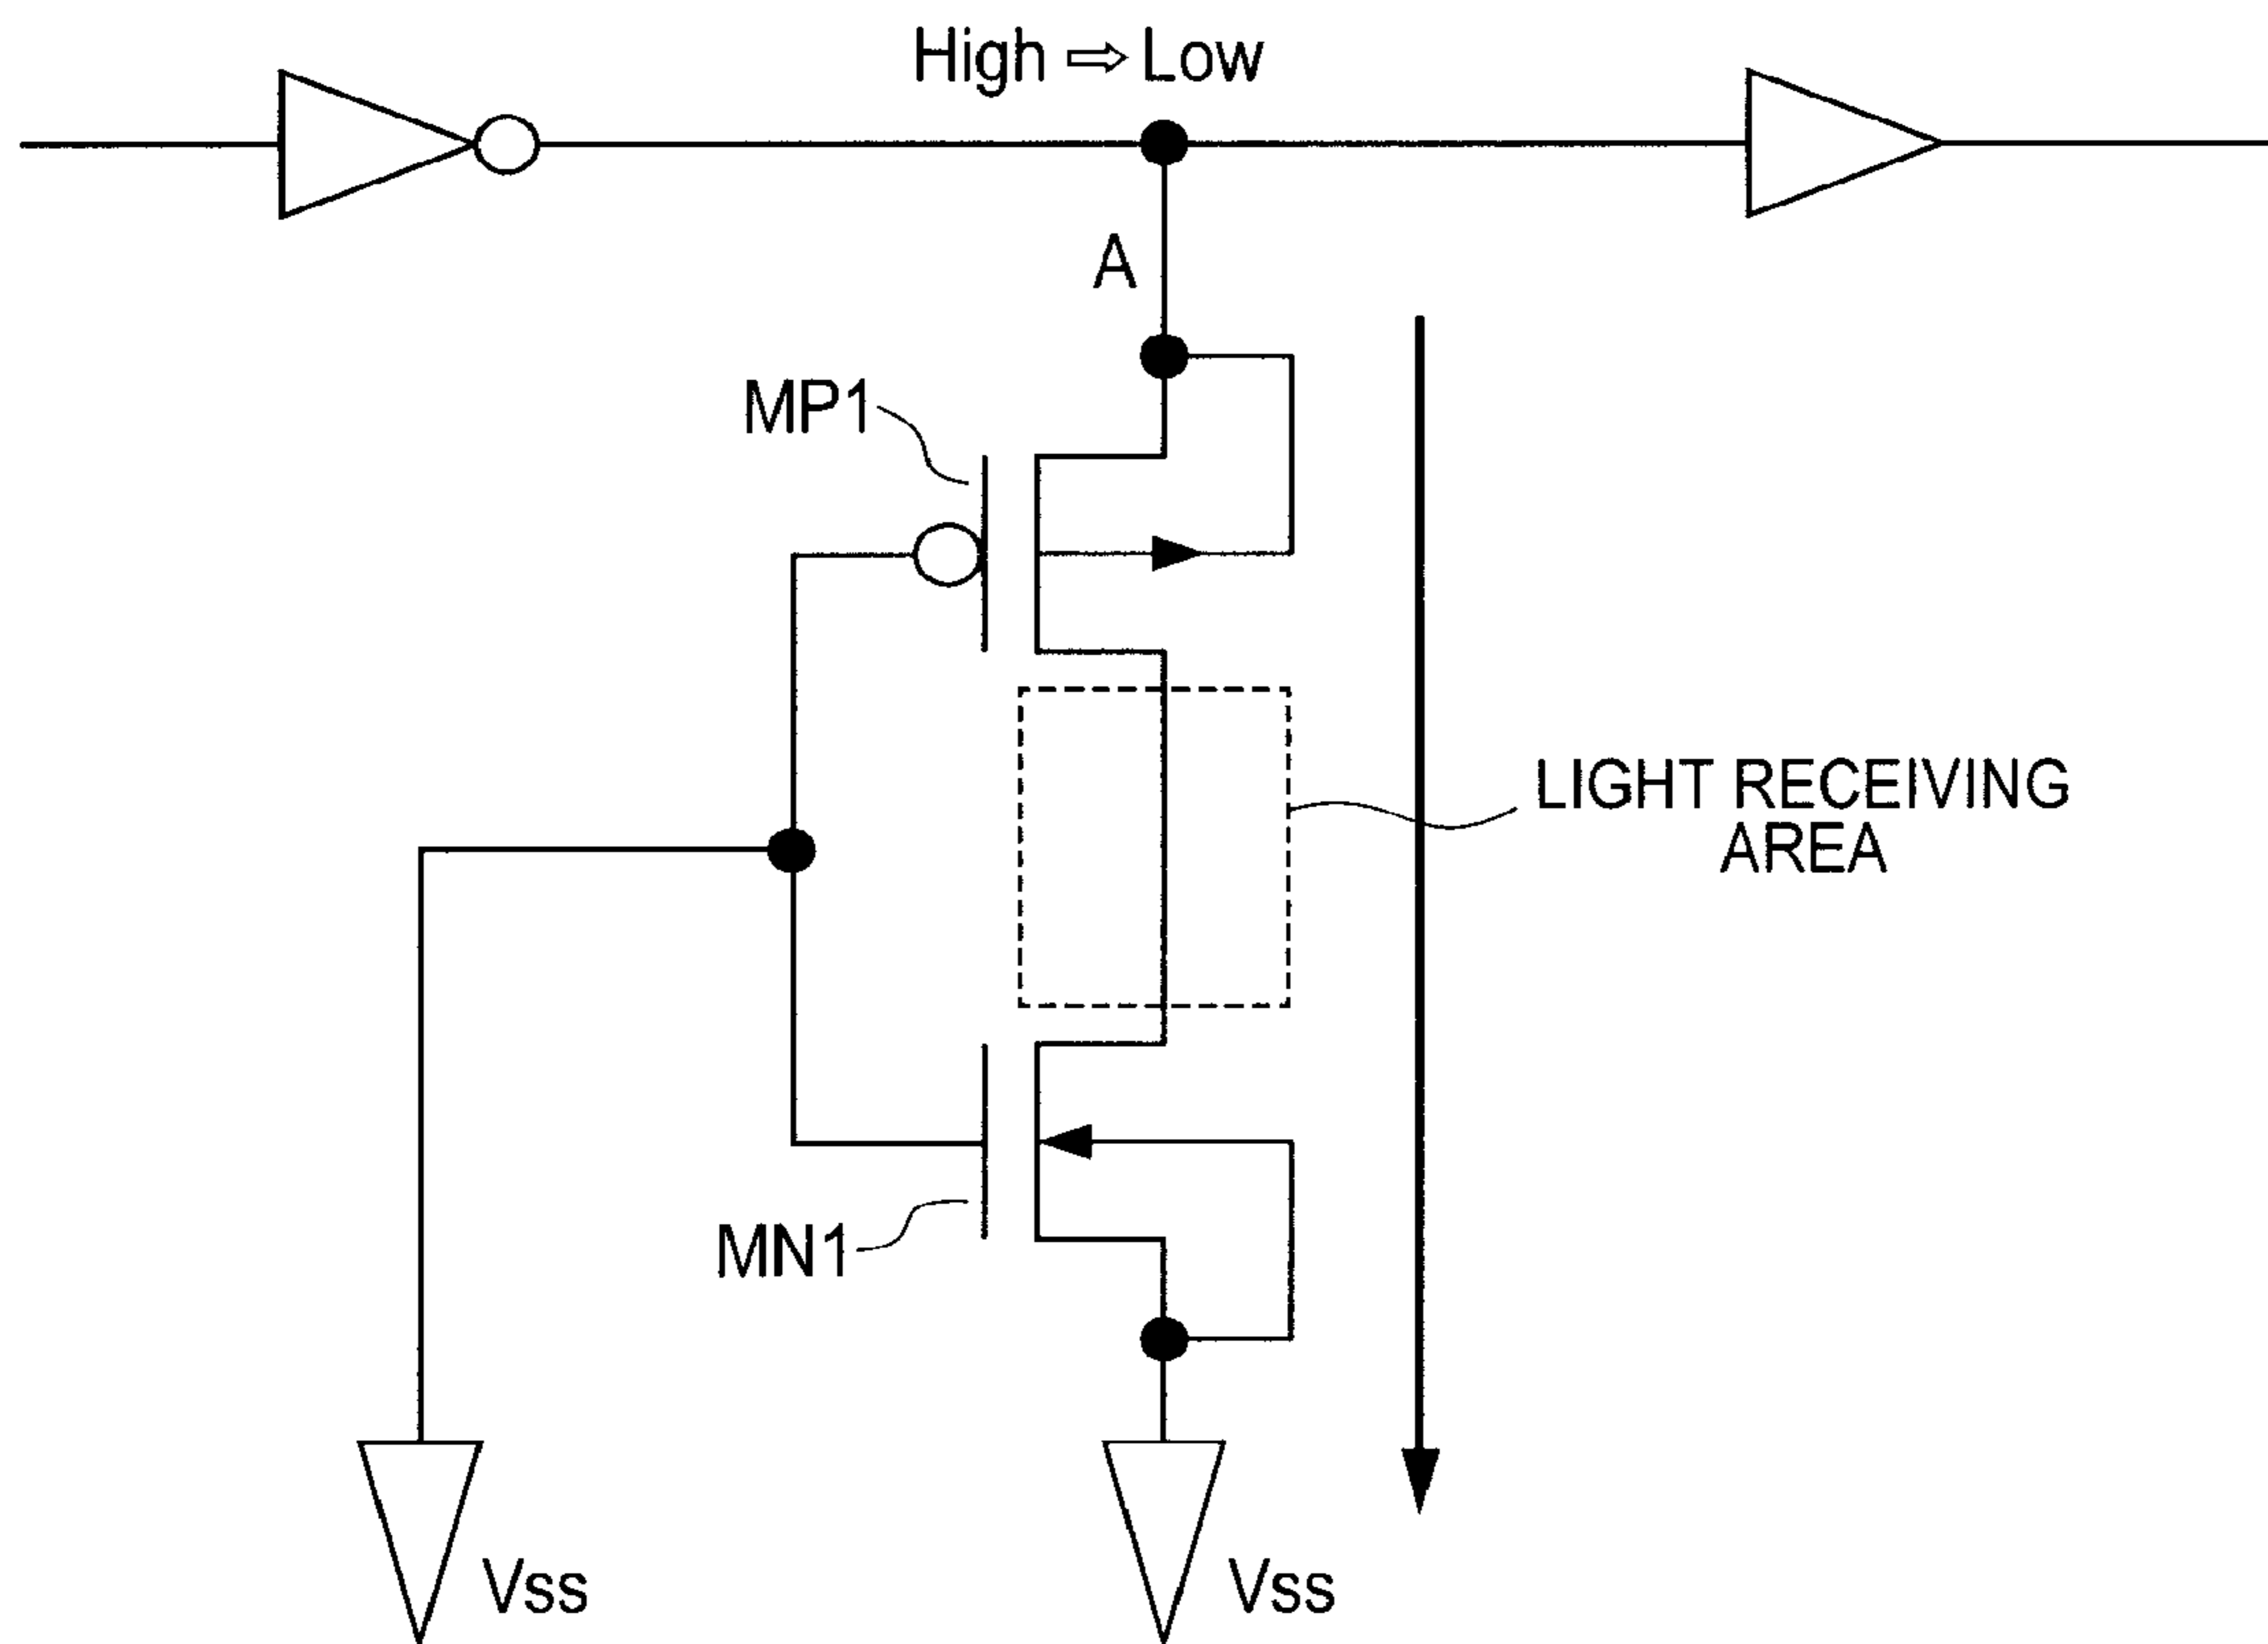 High ⇨ Low
A
MP1
LIGHT RECEIVING
AREA
MN1
Vss
Vss